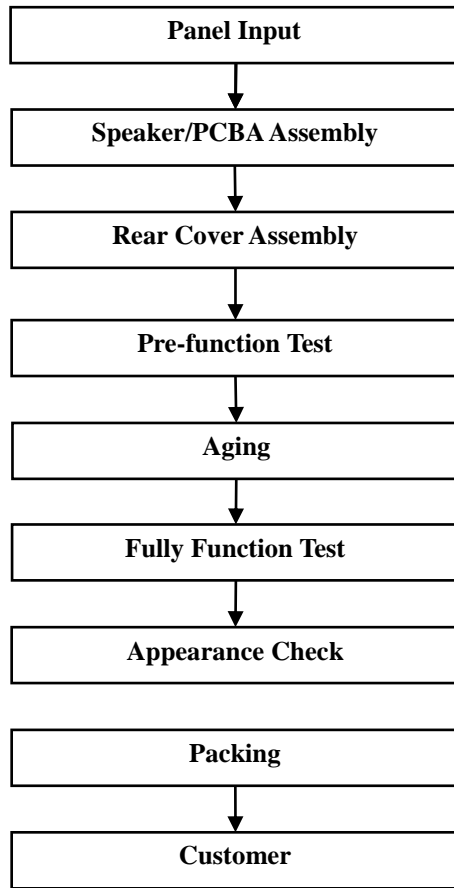 Panel Input
Speaker/PCBA Assembly
Rear Cover Assembly
Pre-function Test
Aging
Fully Function Test
Appearance Check
Packing
Customer